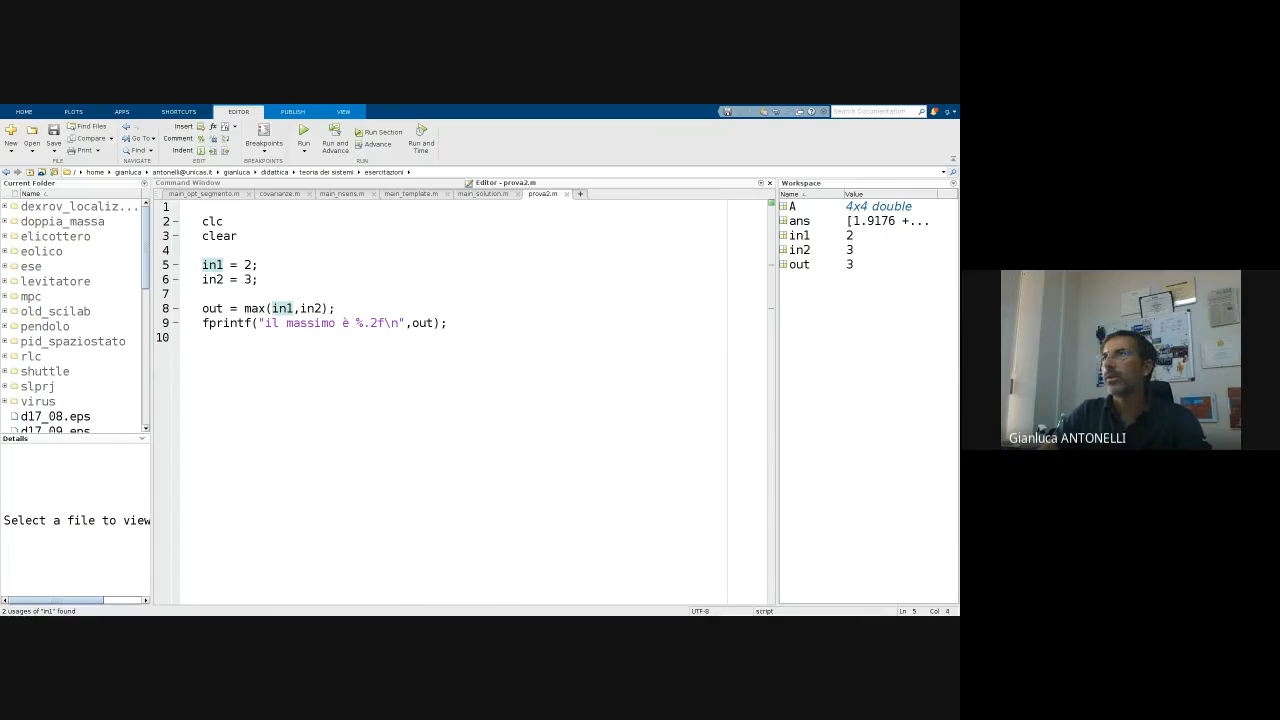 HOME PLOTS APPS SHORTCUTS EDITOR PUBLISH VIEW Search Documentation
New Open Save Find Files Compare Print Go To Find Insert Comment Indent Breakpoints Run Run and Advance Run Section Advance Run and Time
FILE NAVIGATE EDIT BREAKPOINTS RUN
/ home gianluca antonelli@unicas.it gianluca didattica teoria dei sistemi esercitazioni
Current Folder
Name
dexrov_localiz...
doppia_massa
elicottero
eolico
ese
levitatore
mpc
old_scilab
pendolo
pid_spaziostato
rlc
shuttle
slprj
virus
d17_08.eps
d17_09.eps
Details
Select a file to view
Command Window
Editor - prova2.m
main_opt_segmento.m covarianze.m main_nsens.m main_template.m main_solution.m prova2.m
1
2 clc
3 clear
4
5 in1 = 2;
6 in2 = 3;
7
8 out = max(in1,in2);
9 fprintf("il massimo è %.2f\n",out);
10
Workspace
Name Value
A 4x4 double
ans [1.9176 +...
in1 2
in2 3
out 3
2 usages of "in1" found
UTF-8 script Ln 5 Col 4
Gianluca ANTONELLI